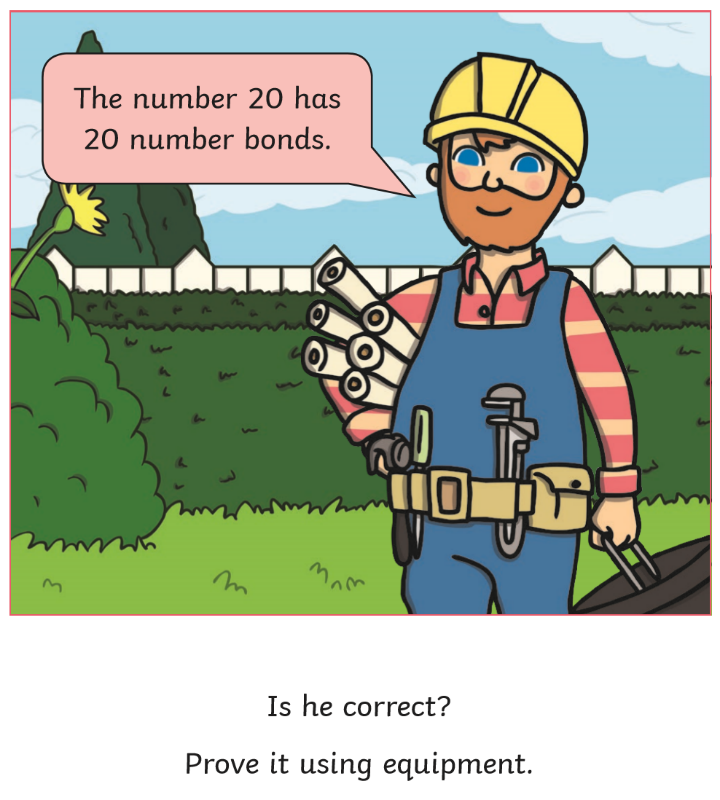 The number 20 has
20 number bonds.
Is he correct?
Prove it using equipment.